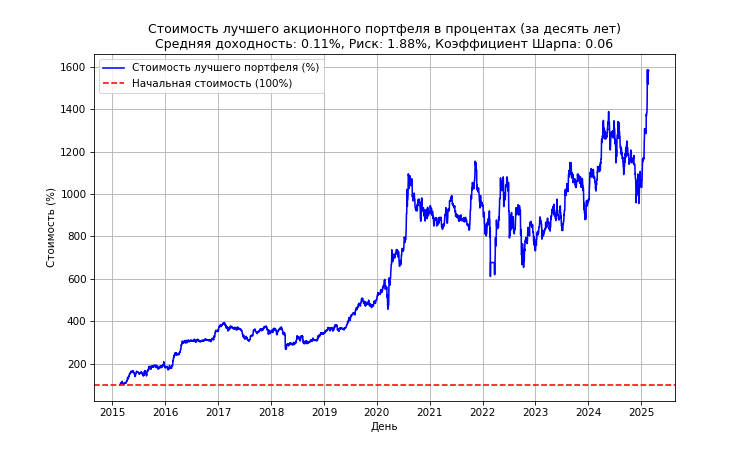 Стоимость лучшего акционного портфеля в процентах (за десять лет)
Средняя доходность: 0.11%, Риск: 1.88%, Коэффициент Шарпа: 0.06
Стоимость лучшего портфеля (%)
Начальная стоимость (100%)
Стоимость (%)
1600
1400
1200
1000
800
600
400
200
2015 2016 2017 2018 2019 2020 2021 2022 2023 2024 2025
День